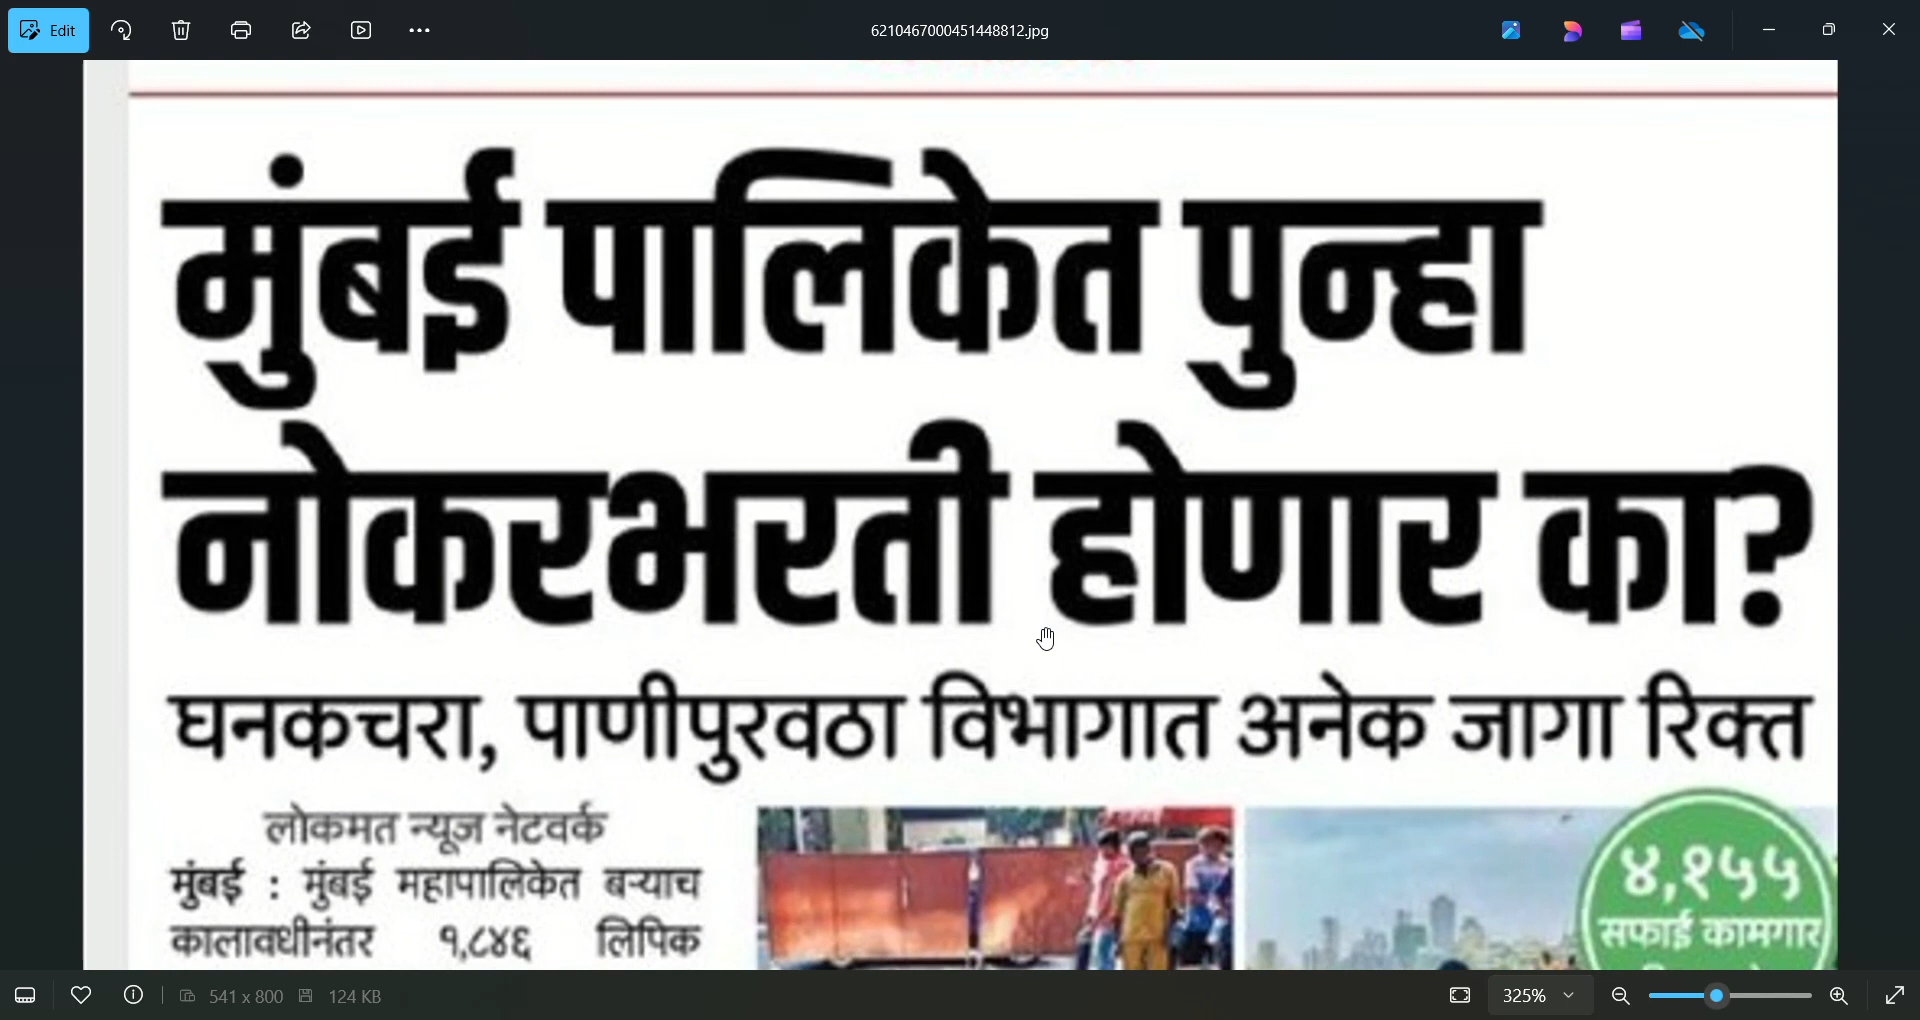 Edit
6210467000451448812.jpg
मुंबई पालिकेत पुन्हा
नोकरभरती होणार का?
घनकचरा, पाणीपुरवठा विभागात अनेक जागा रिक्त
लोकमत न्यूज नेटवर्क
मुंबई : मुंबई महापालिकेत बऱ्याच
कालावधीनंतर १,८४६ लिपिक
४,१५५
सफाई कामगार
541 x 800 124 KB
325%